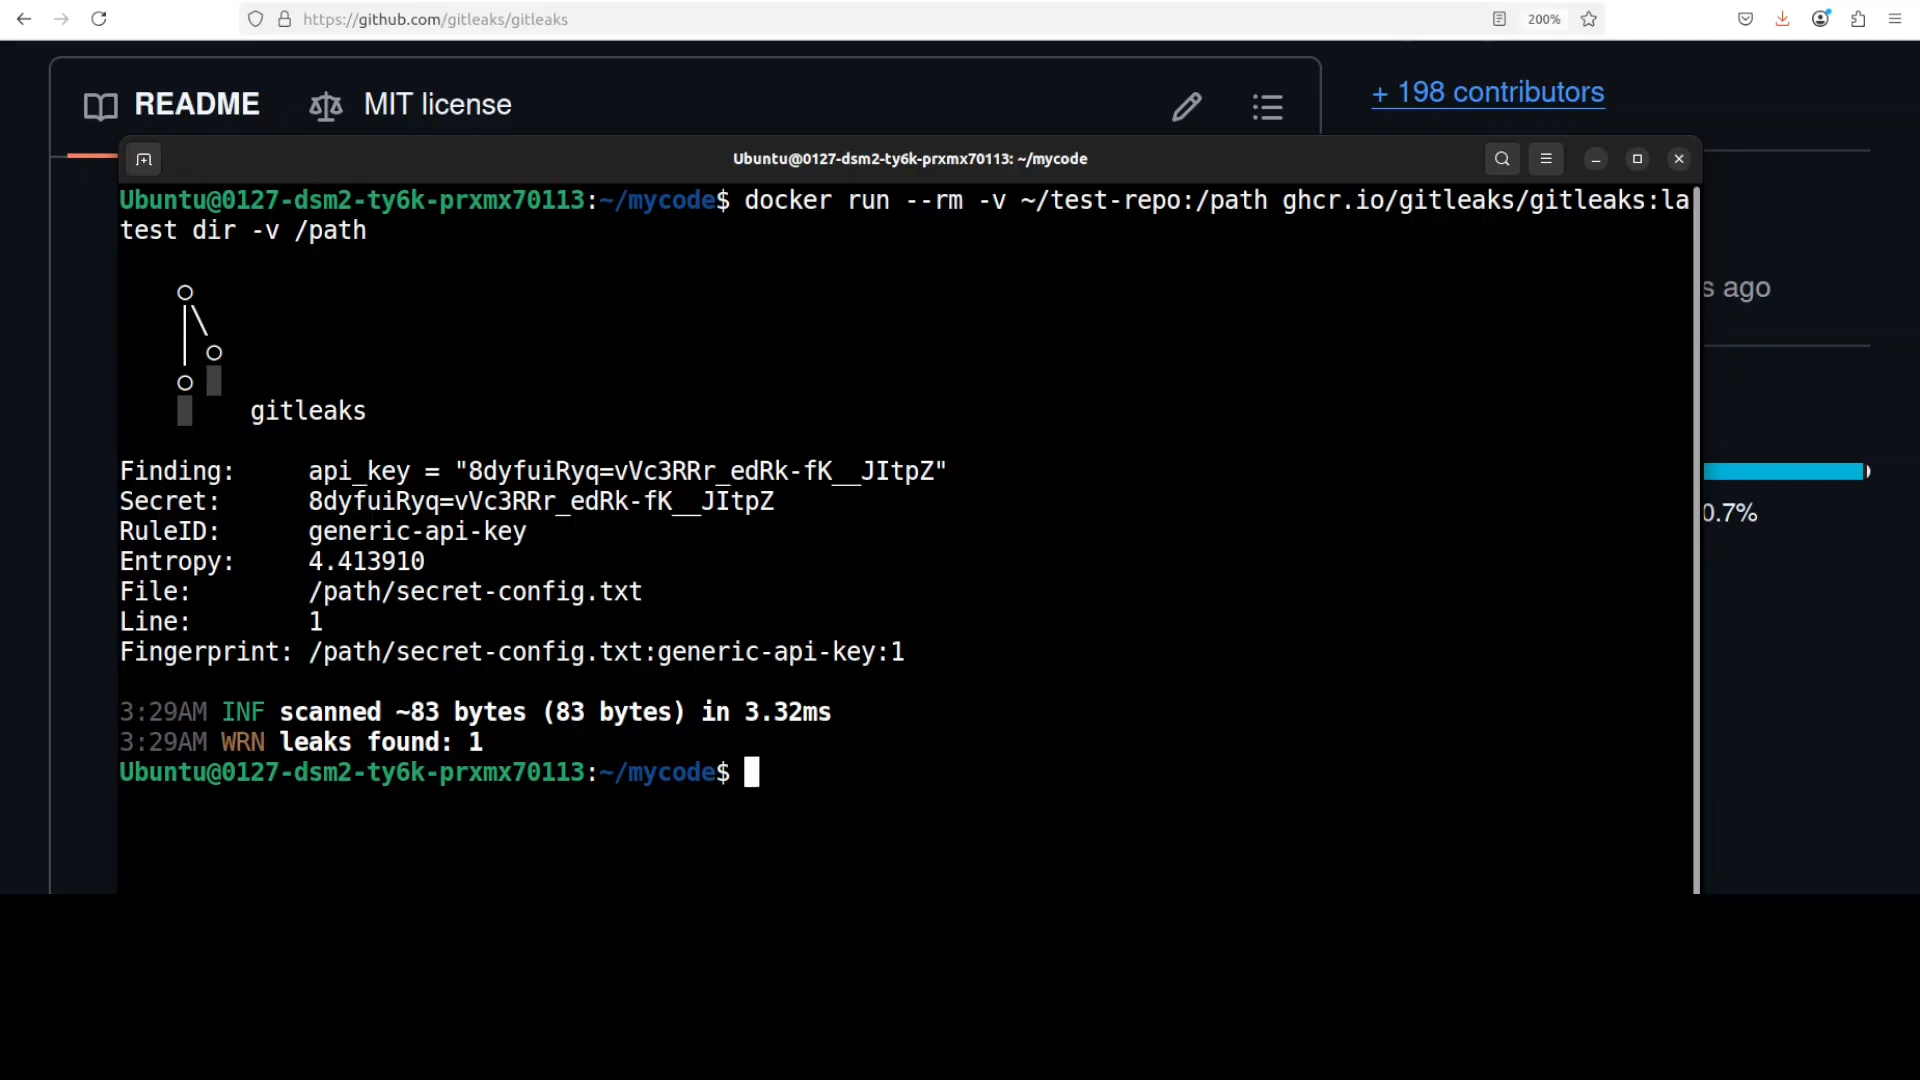 https://github.com/gitleaks/gitleaks
200%
README
MIT license
+ 198 contributors
Ubuntu@0127-dsm2-ty6k-prxmx70113: ~/mycode
Ubuntu@0127-dsm2-ty6k-prxmx70113:~/mycode$ docker run --rm -v ~/test-repo:/path ghcr.io/gitleaks/gitleaks:la
test dir -v /path
s ago
gitleaks
Finding: api_key = "8dyfuiRyq=vVc3RRr_edRk-fK__JItpZ"
Secret: 8dyfuiRyq=vVc3RRr_edRk-fK__JItpZ
RuleID: generic-api-key
0.7%
Entropy: 4.413910
File: /path/secret-config.txt
Line: 1
Fingerprint: /path/secret-config.txt:generic-api-key:1
3:29AM INF scanned ~83 bytes (83 bytes) in 3.32ms
3:29AM WRN leaks found: 1
Ubuntu@0127-dsm2-ty6k-prxmx70113:~/mycode$